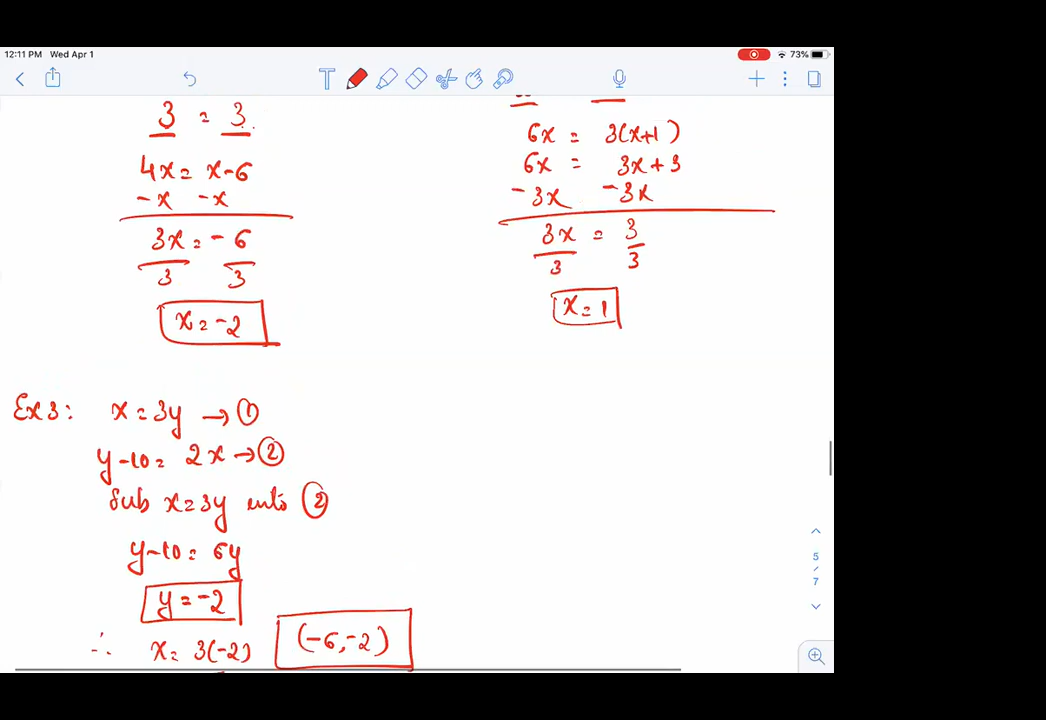 12:11 PM Wed Apr 1
73%
3 = 3
4x = x-6
-x -x
3x = -6
3 3
x = -2
6x = 3(x+1)
6x = 3x+3
-3x -3x
3x = 3
3 3
x = 1
Ex3: x = 3y → ①
y-10 = 2x → ②
Sub x=3y into ②
y-10 = 6y
y = -2
∴ x = 3(-2) (-6,-2)
5
/
7